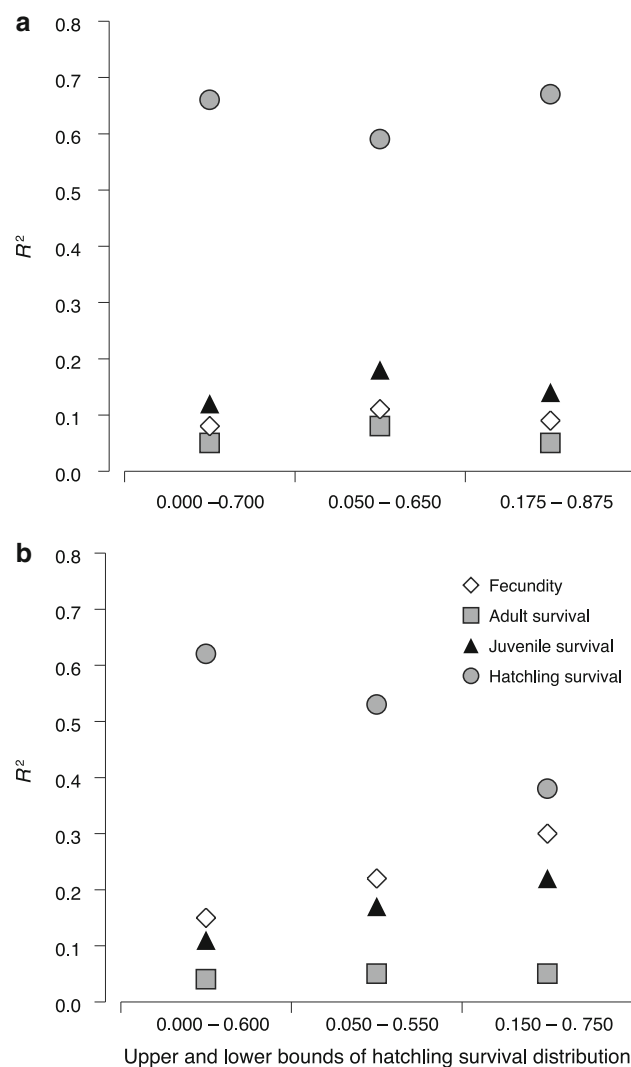 a
0.8
0.7
0.6
0.5
0.4
0.3
0.2
0.1
0.0
R²
0.000 – 0.700
0.050 – 0.650
0.175 – 0.875
b
0.8
0.7
0.6
0.5
0.4
0.3
0.2
0.1
0.0
R²
Fecundity
Adult survival
Juvenile survival
Hatchling survival
0.000 – 0.600
0.050 – 0.550
0.150 – 0. 750
Upper and lower bounds of hatchling survival distribution